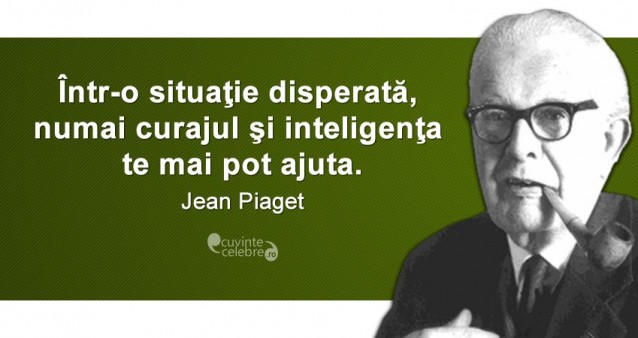 Într-o situaţie disperată,
numai curajul şi inteligenţa
te mai pot ajuta.
Jean Piaget
cuvinte
celebre.ro